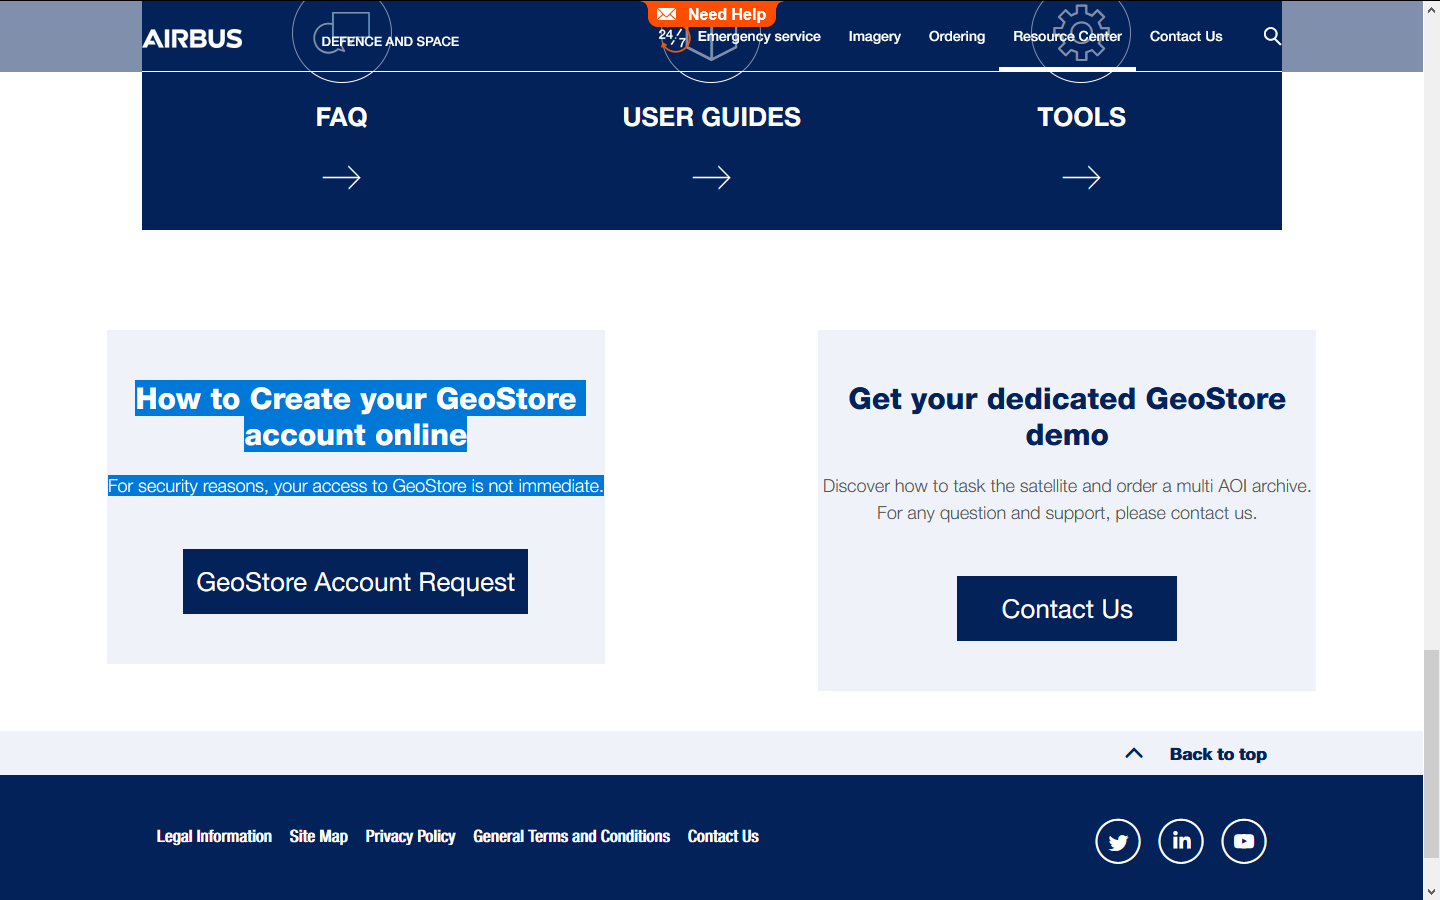 Need Help
AIRBUS
DEFENCE AND SPACE
24/7
Emergency service
Imagery
Ordering
Resource Center
Contact Us
FAQ
USER GUIDES
TOOLS
How to Create your GeoStore
account online
For security reasons, your access to GeoStore is not immediate.
GeoStore Account Request
Get your dedicated GeoStore
demo
Discover how to task the satellite and order a multi AOI archive.
For any question and support, please contact us.
Contact Us
Back to top
Legal Information
Site Map
Privacy Policy
General Terms and Conditions
Contact Us
in